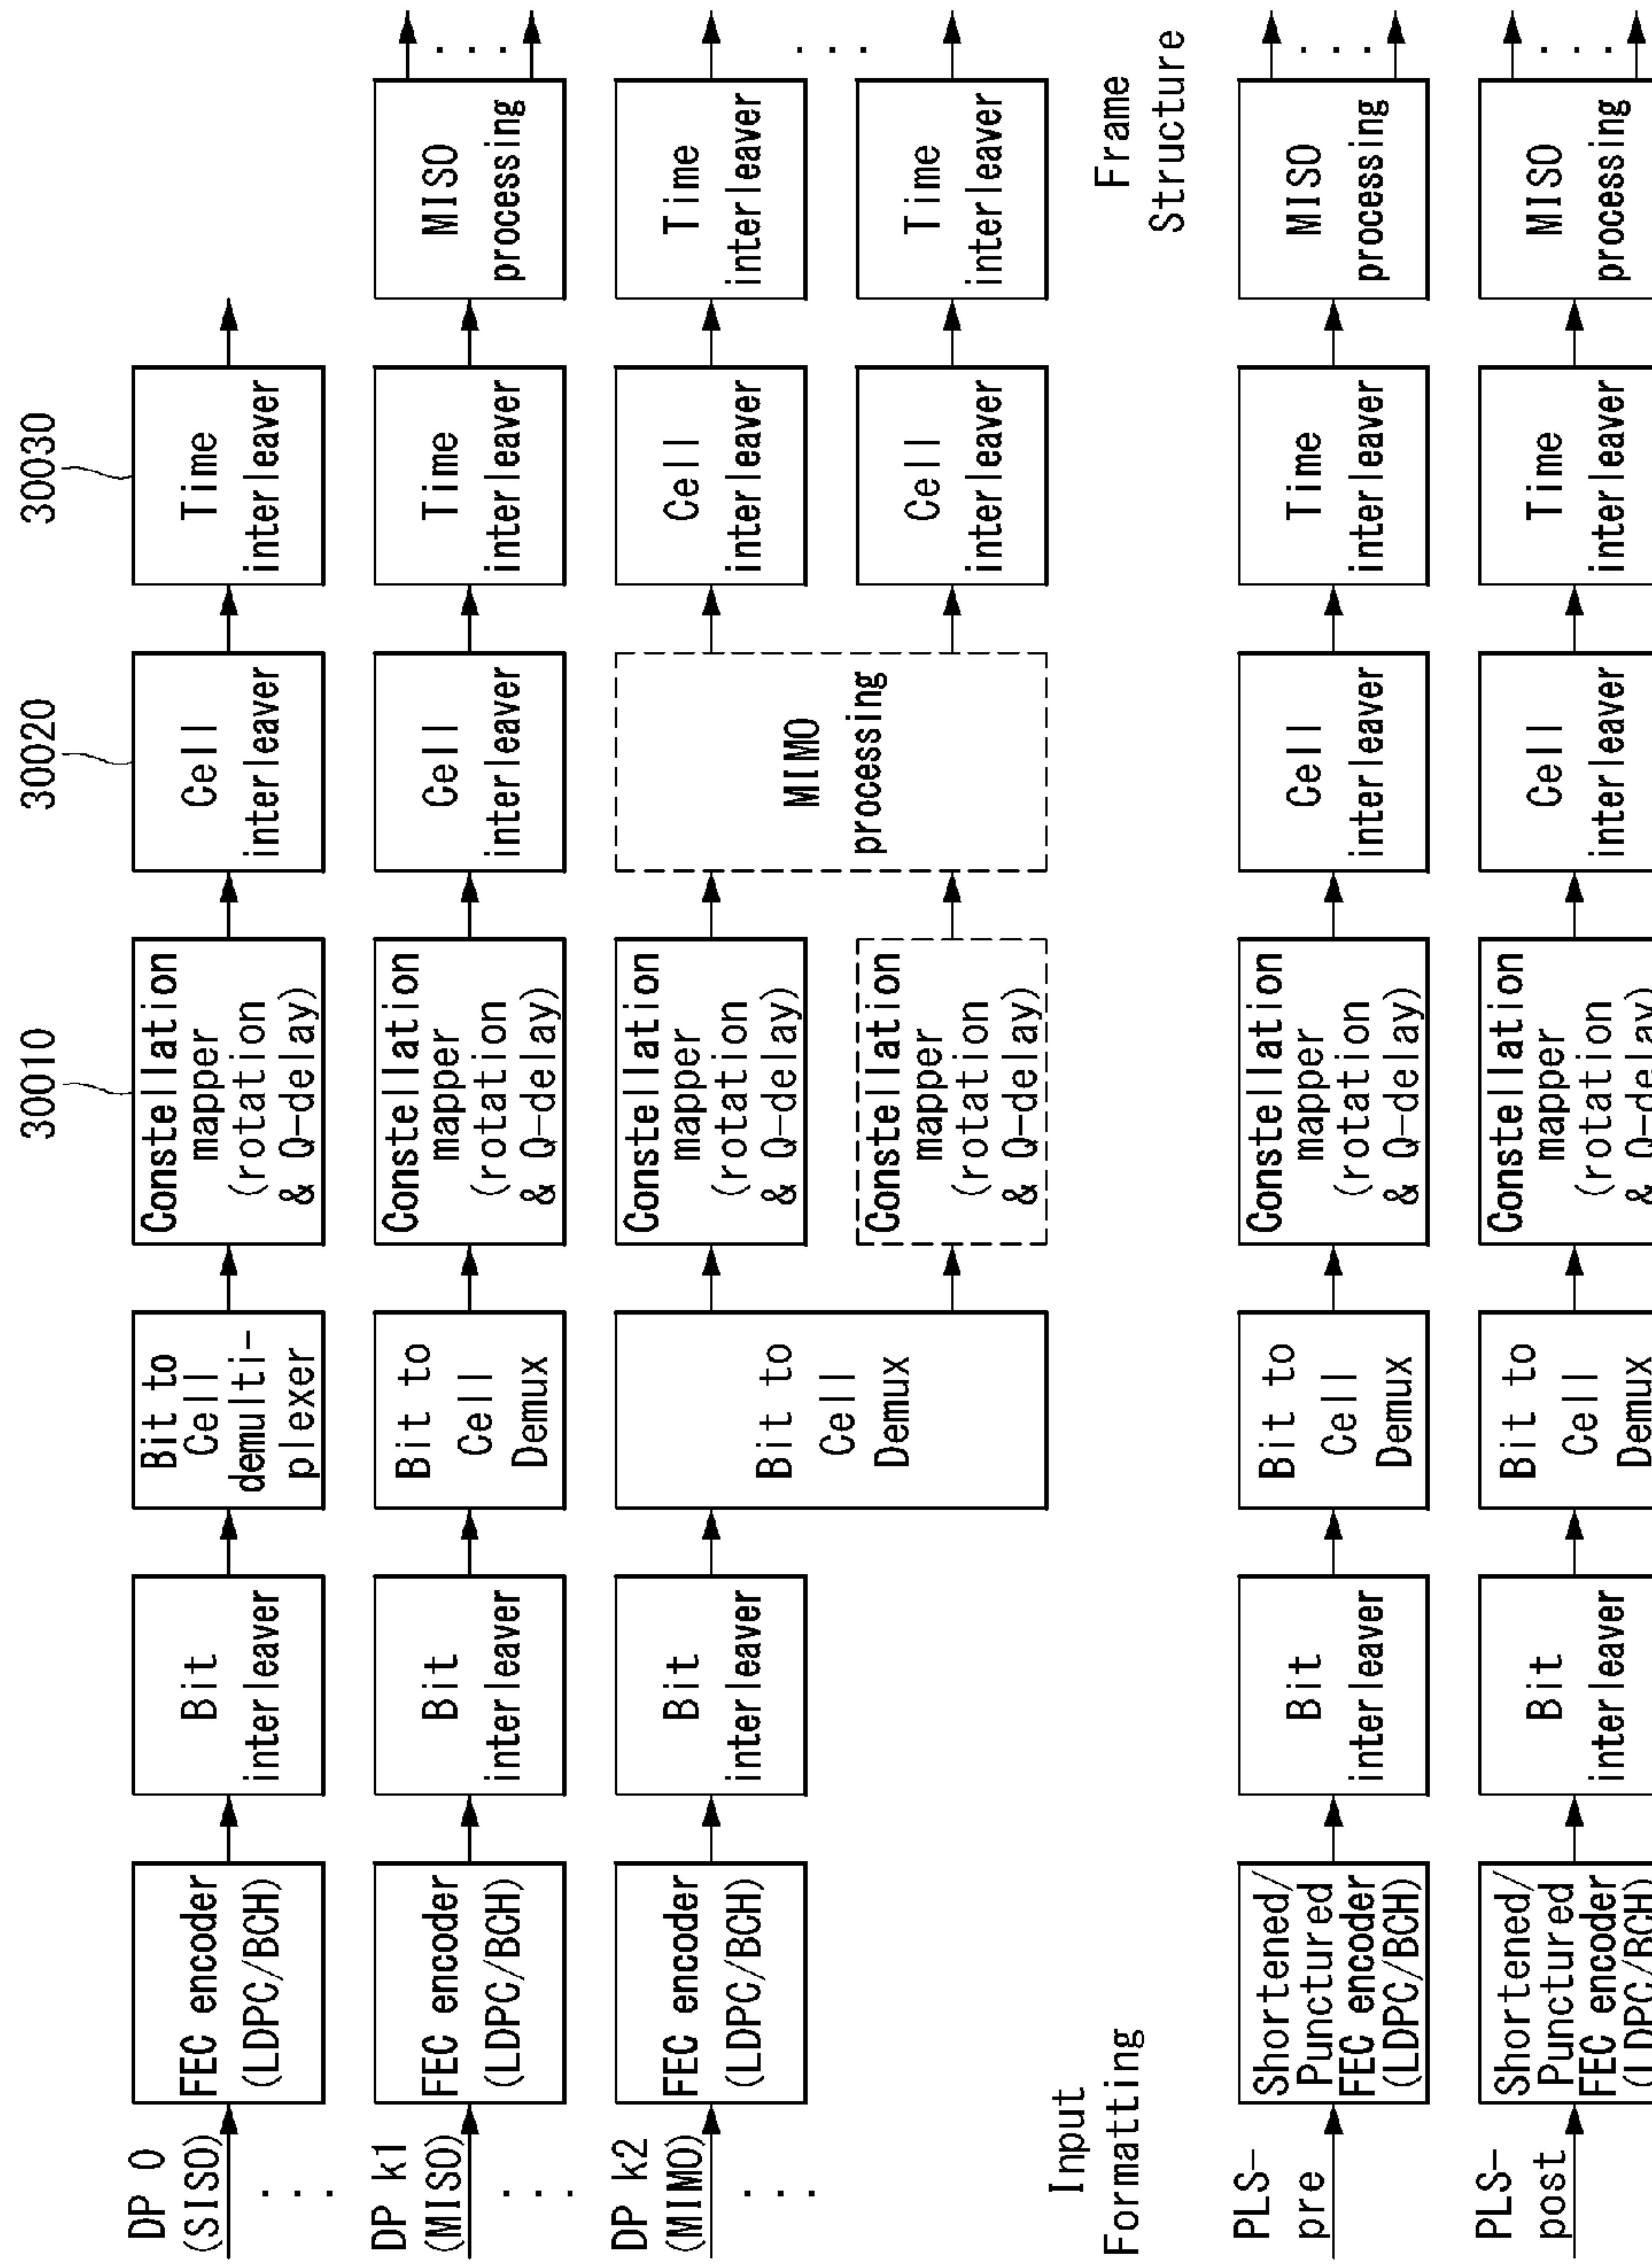 30010
30020
30030
DP 0
(SISO)
FEC encoder
(LDPC/BCH)
Bit
interleaver
Bit to
Cell
demulti-
plexer
Constellation
mapper
(rotation
& Q-delay)
Cell
interleaver
Time
interleaver
. . .
DP k1
(MISO)
FEC encoder
(LDPC/BCH)
Bit
interleaver
Bit to
Cell
Demux
Constellation
mapper
(rotation
& Q-delay)
Cell
interleaver
Time
interleaver
MISO
processing
. . .
. . .
DP k2
(MIMO)
FEC encoder
(LDPC/BCH)
Bit
interleaver
Bit to
Cell
Demux
Constellation
mapper
(rotation
& Q-delay)
Constellation
mapper
(rotation
& Q-delay)
MIMO
processing
Cell
interleaver
Time
interleaver
Cell
interleaver
Time
interleaver
. . .
. . .
Input
Formatting
Frame
Structure
PLS-
pre
Shortened/
Punctured
FEC encoder
(LDPC/BCH)
Bit
interleaver
Bit to
Cell
Demux
Constellation
mapper
(rotation
& Q-delay)
Cell
interleaver
Time
interleaver
MISO
processing
. . .
PLS-
post
Shortened/
Punctured
FEC encoder
(LDPC/BCH)
Bit
interleaver
Bit to
Cell
Demux
Constellation
mapper
(rotation
& Q-delay)
Cell
interleaver
Time
interleaver
MISO
processing
. . .